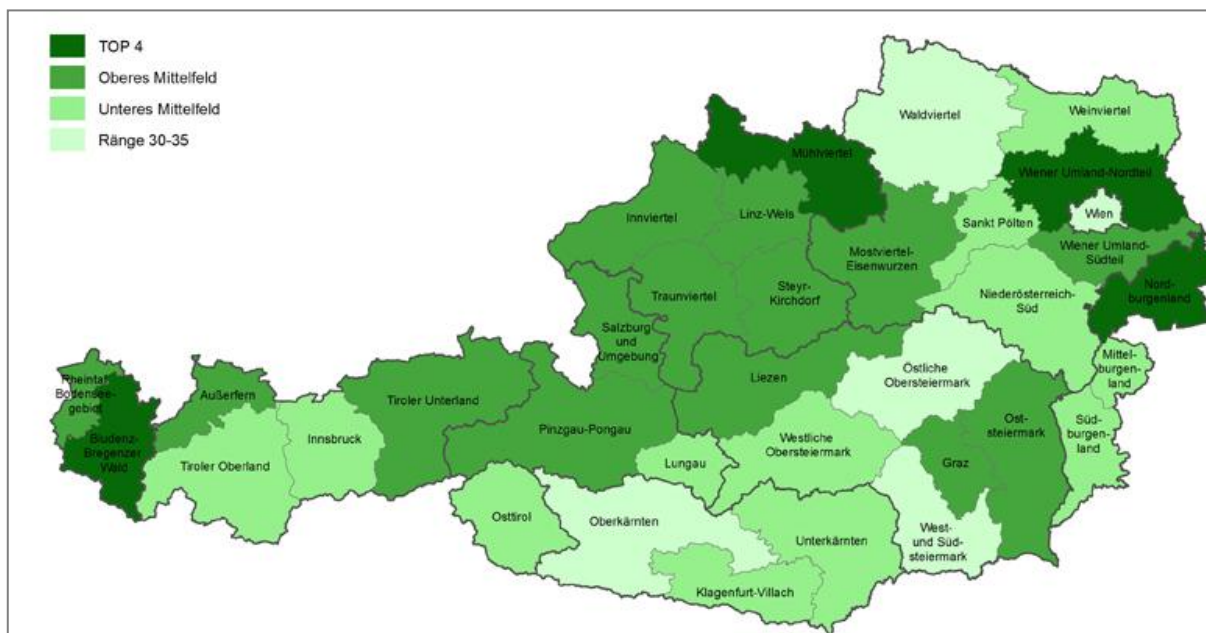 TOP 4
Oberes Mittelfeld
Unteres Mittelfeld
Ränge 30-35
Waldviertel
Weinviertel
Mühlviertel
Wiener Umland-Nordteil
Innviertel
Linz-Wels
Sankt Pölten
Wien
Mostviertel-
Eisenwurzen
Wiener Umland-
Südteil
Traunviertel
Steyr-
Kirchdorf
Niederösterreich-
Süd
Nord-
burgenland
Salzburg
und
Umgebung
Rheintal-
Bodensee-
gebiet
Außerfern
Tiroler Unterland
Liezen
Östliche
Obersteiermark
Mittel-
burgen-
land
Bludenz-
Bregenzer
Wald
Tiroler Oberland
Innsbruck
Pinzgau-Pongau
Lungau
Westliche
Obersteiermark
Graz
Ost-
steiermark
Süd-
burgen-
land
Osttirol
Oberkärnten
Unterkärnten
West-
und Süd-
steiermark
Klagenfurt-Villach